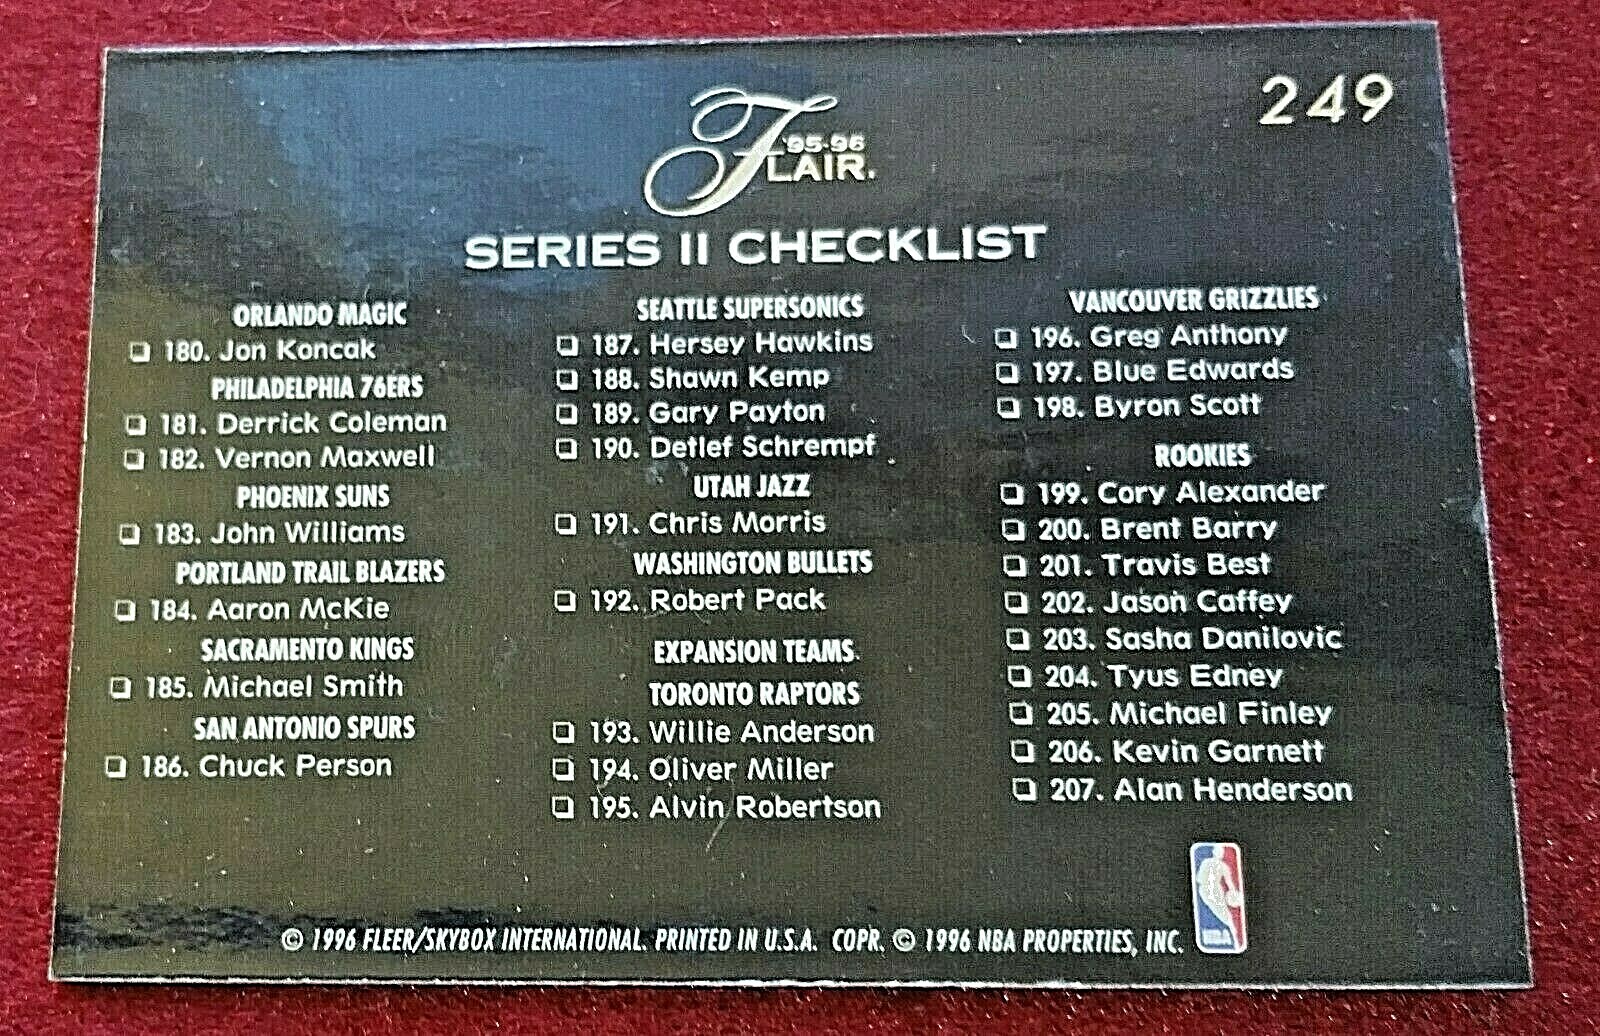 249
'95-96
FLAIR.
SERIES II CHECKLIST
ORLANDO MAGIC
❏ 180. Jon Koncak
PHILADELPHIA 76ERS
❏ 181. Derrick Coleman
❏ 182. Vernon Maxwell
PHOENIX SUNS
❏ 183. John Williams
PORTLAND TRAIL BLAZERS
❏ 184. Aaron McKie
SACRAMENTO KINGS
❏ 185. Michael Smith
SAN ANTONIO SPURS
❏ 186. Chuck Person
SEATTLE SUPERSONICS
❏ 187. Hersey Hawkins
❏ 188. Shawn Kemp
❏ 189. Gary Payton
❏ 190. Detlef Schrempf
UTAH JAZZ
❏ 191. Chris Morris
WASHINGTON BULLETS
❏ 192. Robert Pack
EXPANSION TEAMS
TORONTO RAPTORS
❏ 193. Willie Anderson
❏ 194. Oliver Miller
❏ 195. Alvin Robertson
VANCOUVER GRIZZLIES
❏ 196. Greg Anthony
❏ 197. Blue Edwards
❏ 198. Byron Scott
ROOKIES
❏ 199. Cory Alexander
❏ 200. Brent Barry
❏ 201. Travis Best
❏ 202. Jason Caffey
❏ 203. Sasha Danilovic
❏ 204. Tyus Edney
❏ 205. Michael Finley
❏ 206. Kevin Garnett
❏ 207. Alan Henderson
NBA
© 1996 FLEER/SKYBOX INTERNATIONAL. PRINTED IN U.S.A. COPR. © 1996 NBA PROPERTIES, INC.